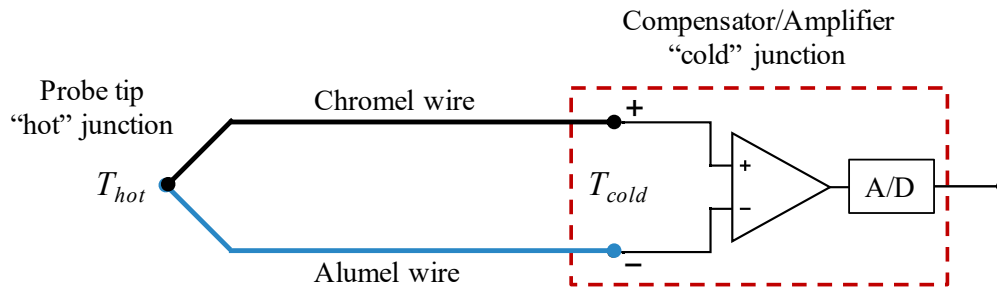 Compensator/Amplifier
“cold” junction
Probe tip
“hot” junction
Chromel wire
+
T_hot
T_cold
+
−
A/D
−
Alumel wire